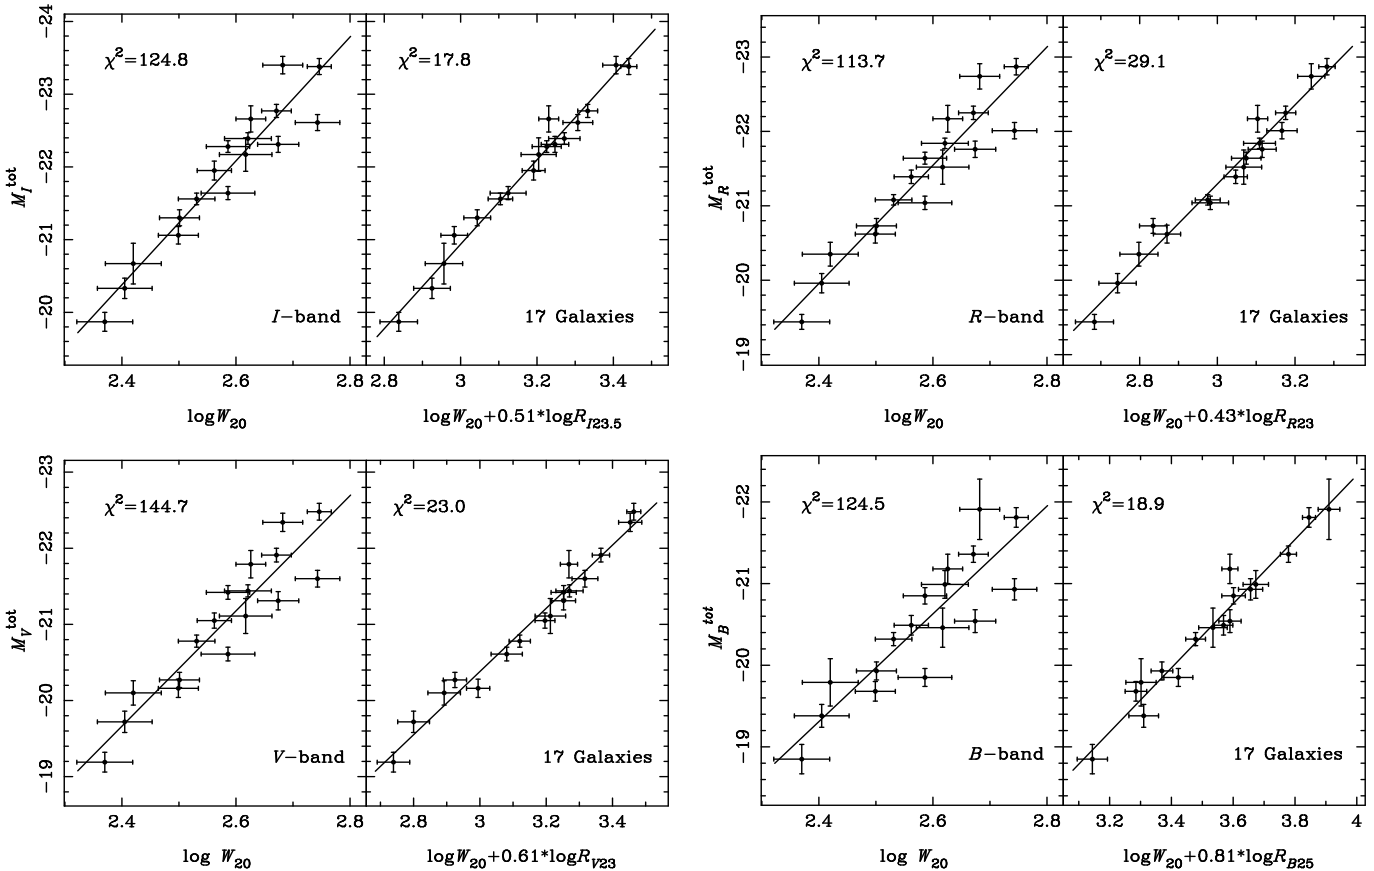 −24
−23
−22
−21
−20
M_I^tot
χ²=124.8
I−band
2.4
2.6
2.8
logW₂₀
χ²=17.8
17 Galaxies
2.8
3
3.2
3.4
logW₂₀+0.51*logR_I23.5
−23
−22
−21
−20
−19
M_R^tot
χ²=113.7
R−band
2.4
2.6
2.8
logW₂₀
χ²=29.1
17 Galaxies
2.8
3
3.2
logW₂₀+0.43*logR_R23
−23
−22
−21
−20
−19
M_V^tot
χ²=144.7
V−band
2.4
2.6
2.8
log W₂₀
χ²=23.0
17 Galaxies
2.8
3
3.2
3.4
logW₂₀+0.61*logR_V23
−22
−21
−20
−19
M_B^tot
χ²=124.5
B−band
2.4
2.6
2.8
log W₂₀
χ²=18.9
17 Galaxies
3.2
3.4
3.6
3.8
4
logW₂₀+0.81*logR_B25